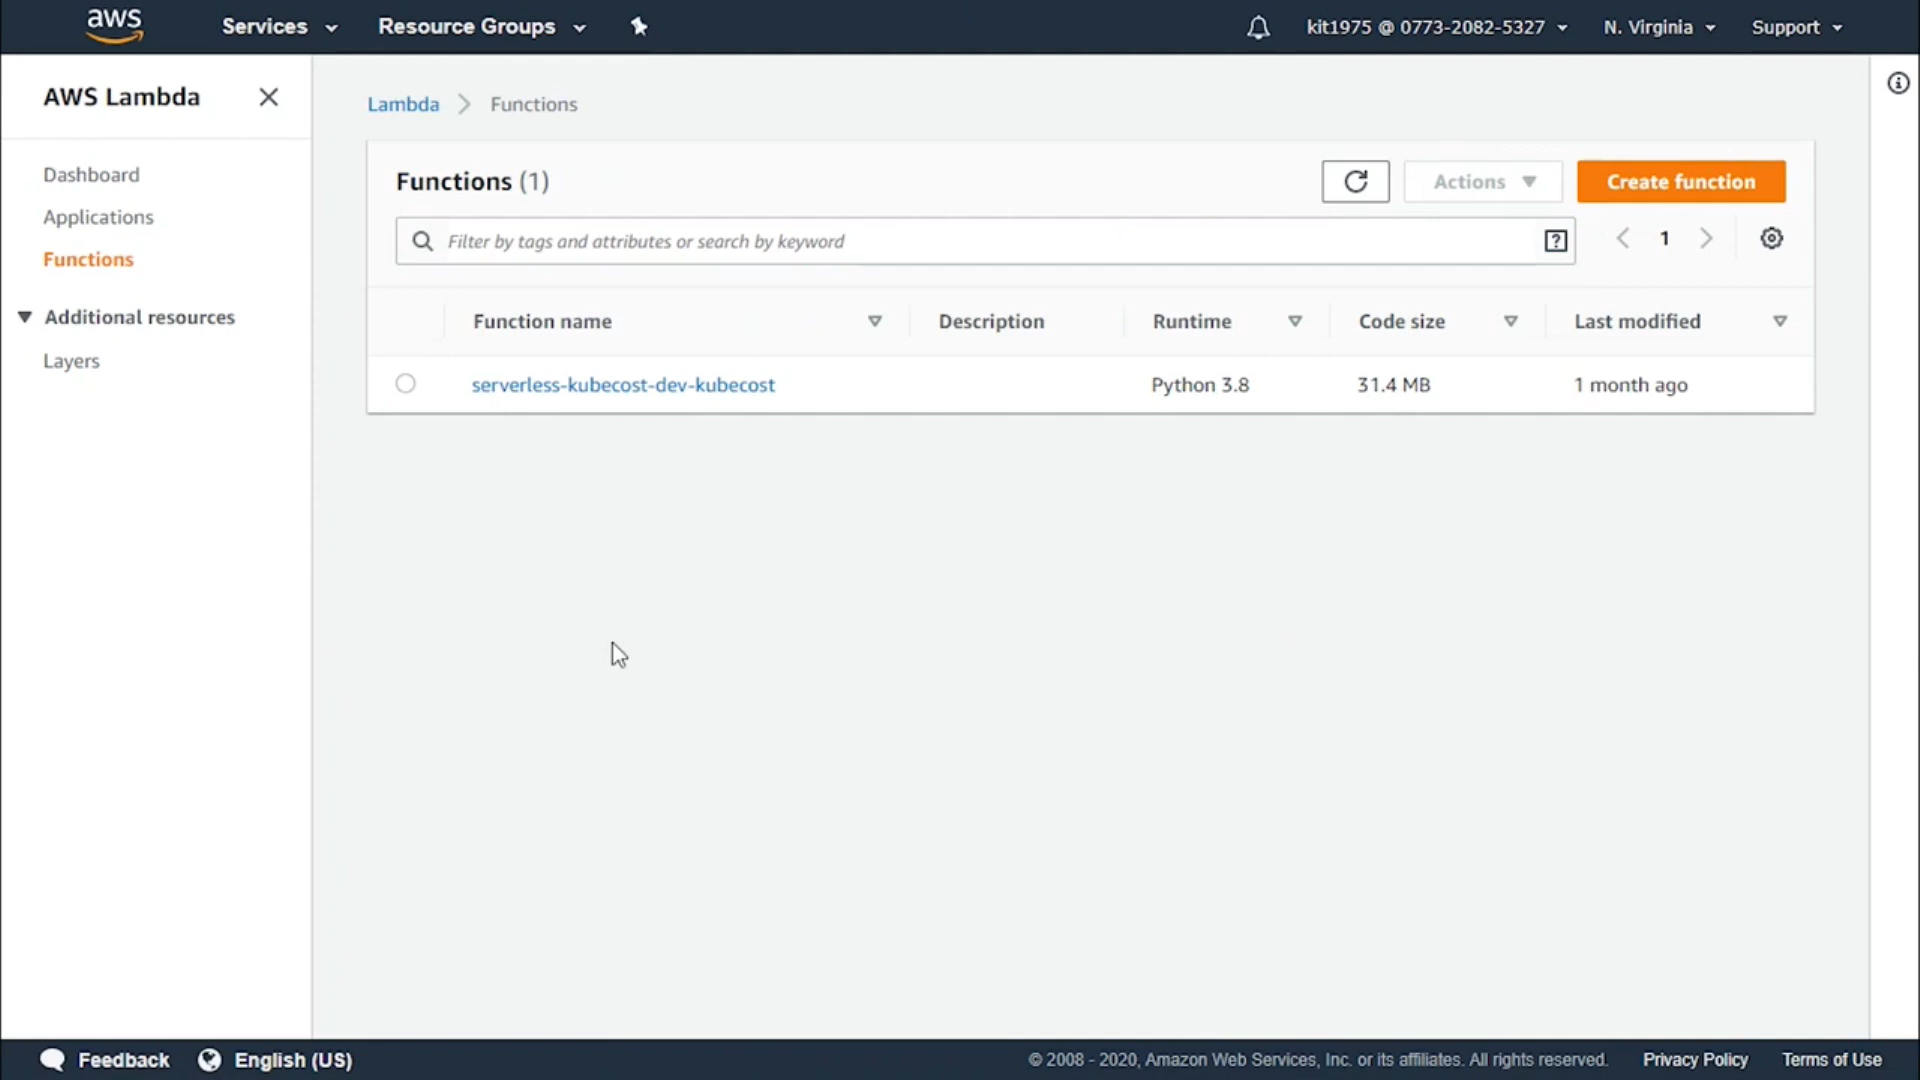 aws Services Resource Groups kit1975 @ 0773-2082-5327 N. Virginia Support
AWS Lambda
Dashboard
Applications
Functions
Additional resources
Layers
Lambda > Functions
Functions (1) Actions Create function
Filter by tags and attributes or search by keyword ? 1
Function name Description Runtime Code size Last modified
serverless-kubecost-dev-kubecost Python 3.8 31.4 MB 1 month ago
Feedback English (US) © 2008 - 2020, Amazon Web Services, Inc. or its affiliates. All rights reserved. Privacy Policy Terms of Use